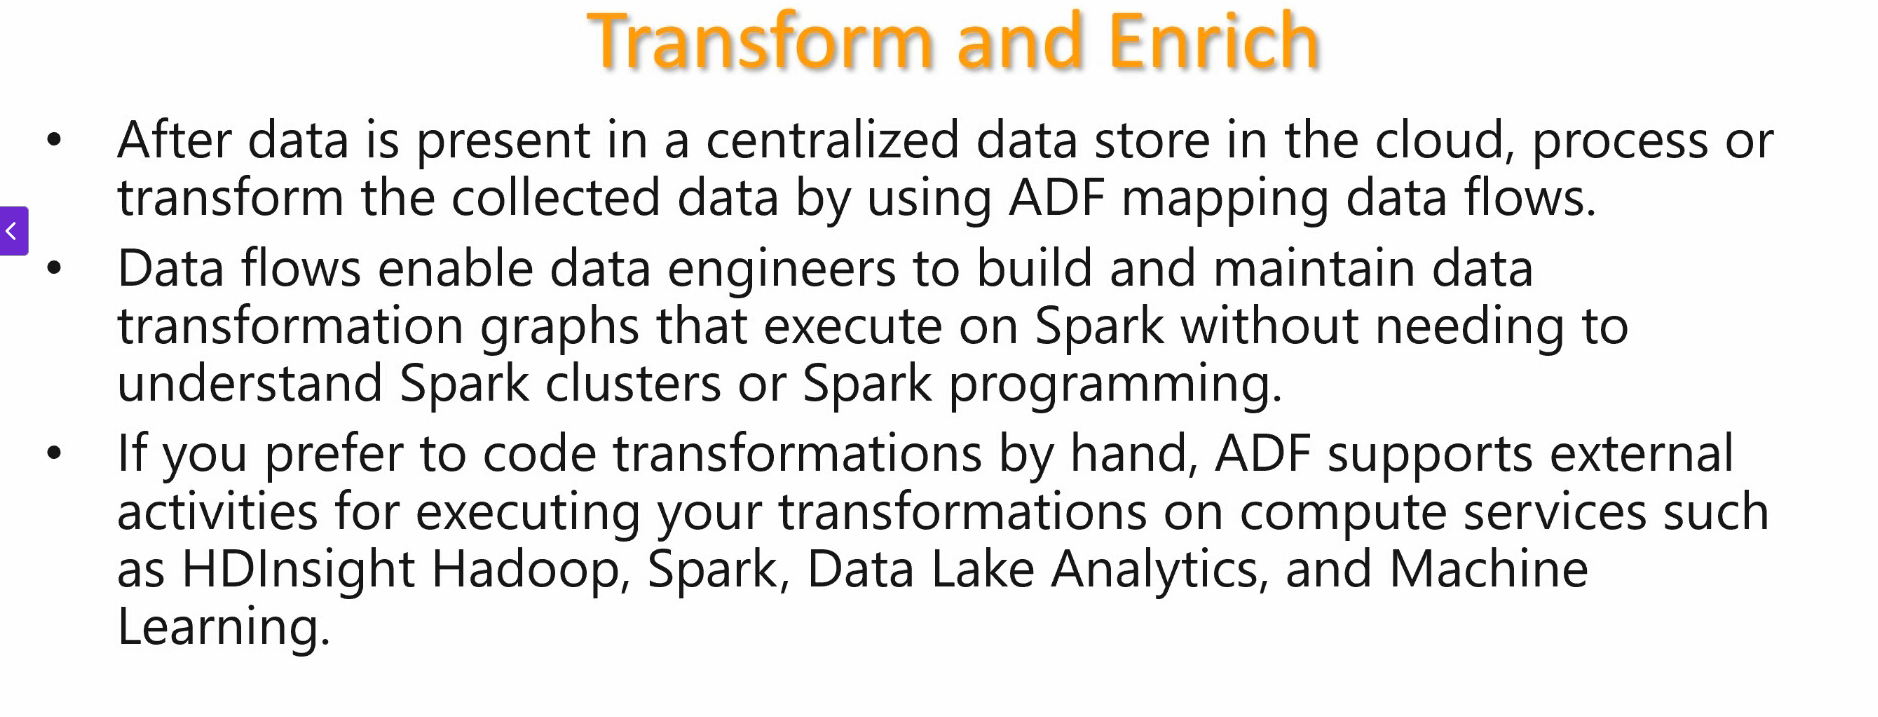 Transform and Enrich
• After data is present in a centralized data store in the cloud, process or
transform the collected data by using ADF mapping data flows.
• Data flows enable data engineers to build and maintain data
transformation graphs that execute on Spark without needing to
understand Spark clusters or Spark programming.
• If you prefer to code transformations by hand, ADF supports external
activities for executing your transformations on compute services such
as HDInsight Hadoop, Spark, Data Lake Analytics, and Machine
Learning.